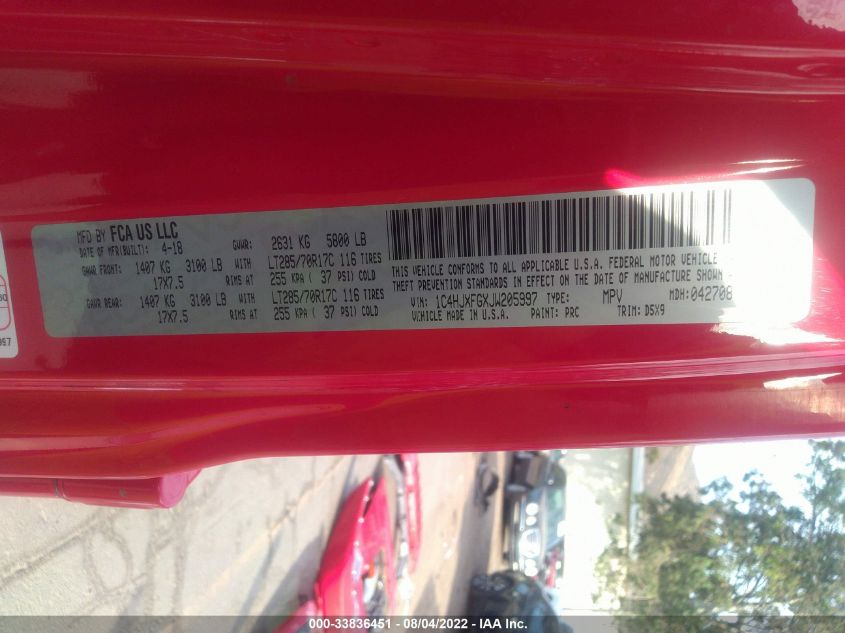 MFD BY FCA US LLC
DATE OF MFR(BUILT): 4-18 GVWR: 2631 KG 5800 LB
GAWR FRONT: 1407 KG 3100 LB WITH LT285/70R17C 116 TIRES
17X7.5 RIMS AT 255 KPA ( 37 PSI) COLD
GAWR REAR: 1407 KG 3100 LB WITH LT285/70R17C 116 TIRES
17X7.5 RIMS AT 255 KPA ( 37 PSI) COLD
THIS VEHICLE CONFORMS TO ALL APPLICABLE U.S.A. FEDERAL MOTOR VEHICLE
THEFT PREVENTION STANDARDS IN EFFECT ON THE DATE OF MANUFACTURE SHOWN
VIN: 1C4HJXFGXJW205997 TYPE: MPV MDH:042708
VEHICLE MADE IN U.S.A. PAINT: PRC TRIM: DSX9
957
000-33836451 - 08/04/2022 - IAA, Inc.